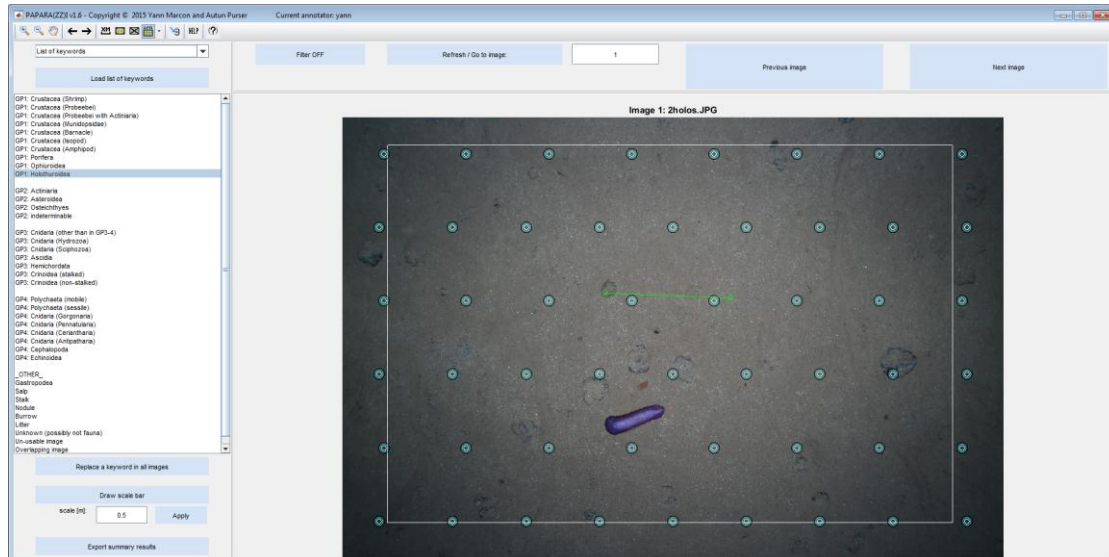 PAPARA(ZZ)I v1.6 - Copyright © 2015 Yann Marcon and Autun Purser
Current annotator: yann
HELP
List of keywords
Load list of keywords
Filter OFF
Refresh / Go to image:
1
Previous image
Next image
GP1: Crustacea (Shrimp)
GP1: Crustacea (Probeebei)
GP1: Crustacea (Probeebei with Actiniaria)
GP1: Crustacea (Munidopsidae)
GP1: Crustacea (Barnacle)
GP1: Crustacea (Isopod)
GP1: Crustacea (Amphipod)
GP1: Porifera
GP1: Ophiuroidea
GP1: Holothuroidea
GP2: Actiniaria
GP2: Asteroidea
GP2: Osteichthyes
GP2: indeterminable
GP3: Cnidaria (other than in GP3-4)
GP3: Cnidaria (Hydrozoa)
GP3: Cnidaria (Sciphozoa)
GP3: Ascidia
GP3: Hemichordata
GP3: Crinoidea (stalked)
GP3: Crinoidea (non-stalked)
GP4: Polychaeta (mobile)
GP4: Polychaeta (sessile)
GP4: Cnidaria (Gorgonaria)
GP4: Cnidaria (Pennatularia)
GP4: Cnidaria (Ceriantharia)
GP4: Cnidaria (Antipatharia)
GP4: Cephalopoda
GP4: Echinoidea
_OTHER_
Gastropodea
Salp
Stalk
Nodule
Burrow
Litter
Unknown (possibly not fauna)
Un-usable image
Overlapping image
Replace a keyword in all images
Draw scale bar
scale [m]:
0.5
Apply
Export summary results
Image 1: 2holos.JPG